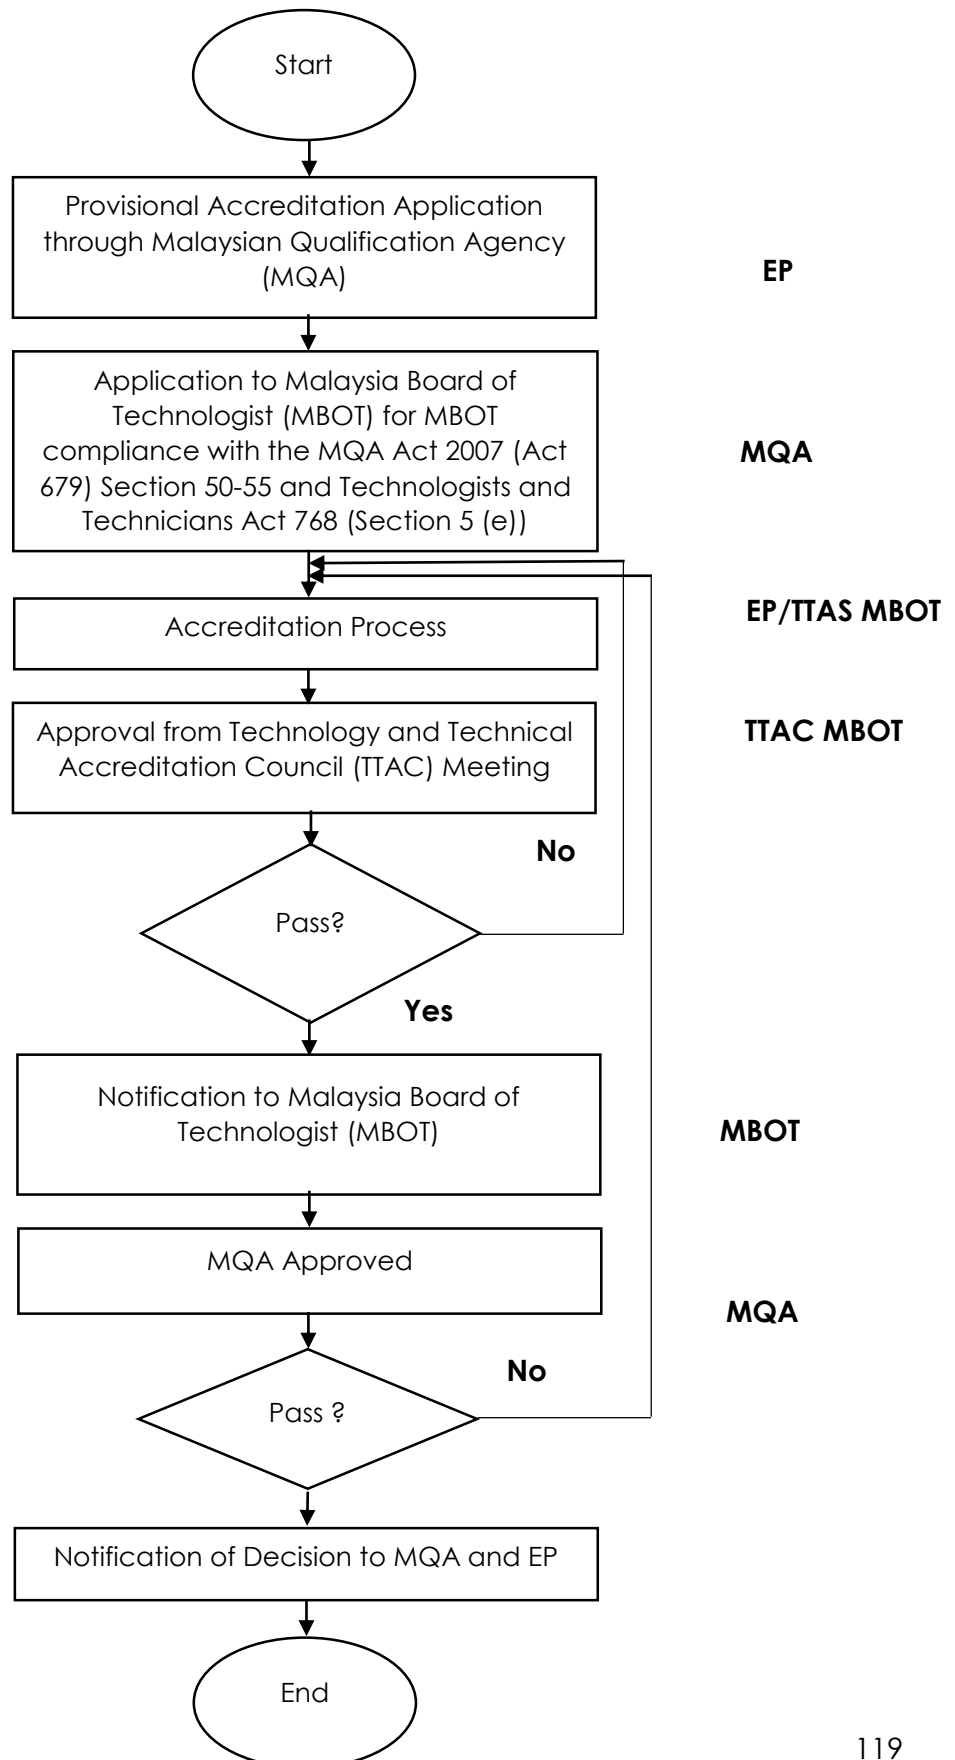 Start
Provisional Accreditation Application
through Malaysian Qualification Agency
(MQA)
EP
Application to Malaysia Board of
Technologist (MBOT) for MBOT
compliance with the MQA Act 2007 (Act
679) Section 50-55 and Technologists and
Technicians Act 768 (Section 5 (e))
MQA
Accreditation Process
EP/TTAS MBOT
Approval from Technology and Technical
Accreditation Council (TTAC) Meeting
TTAC MBOT
No
Pass?
Yes
Notification to Malaysia Board of
Technologist (MBOT)
MBOT
MQA Approved
MQA
No
Pass ?
Notification of Decision to MQA and EP
End
119